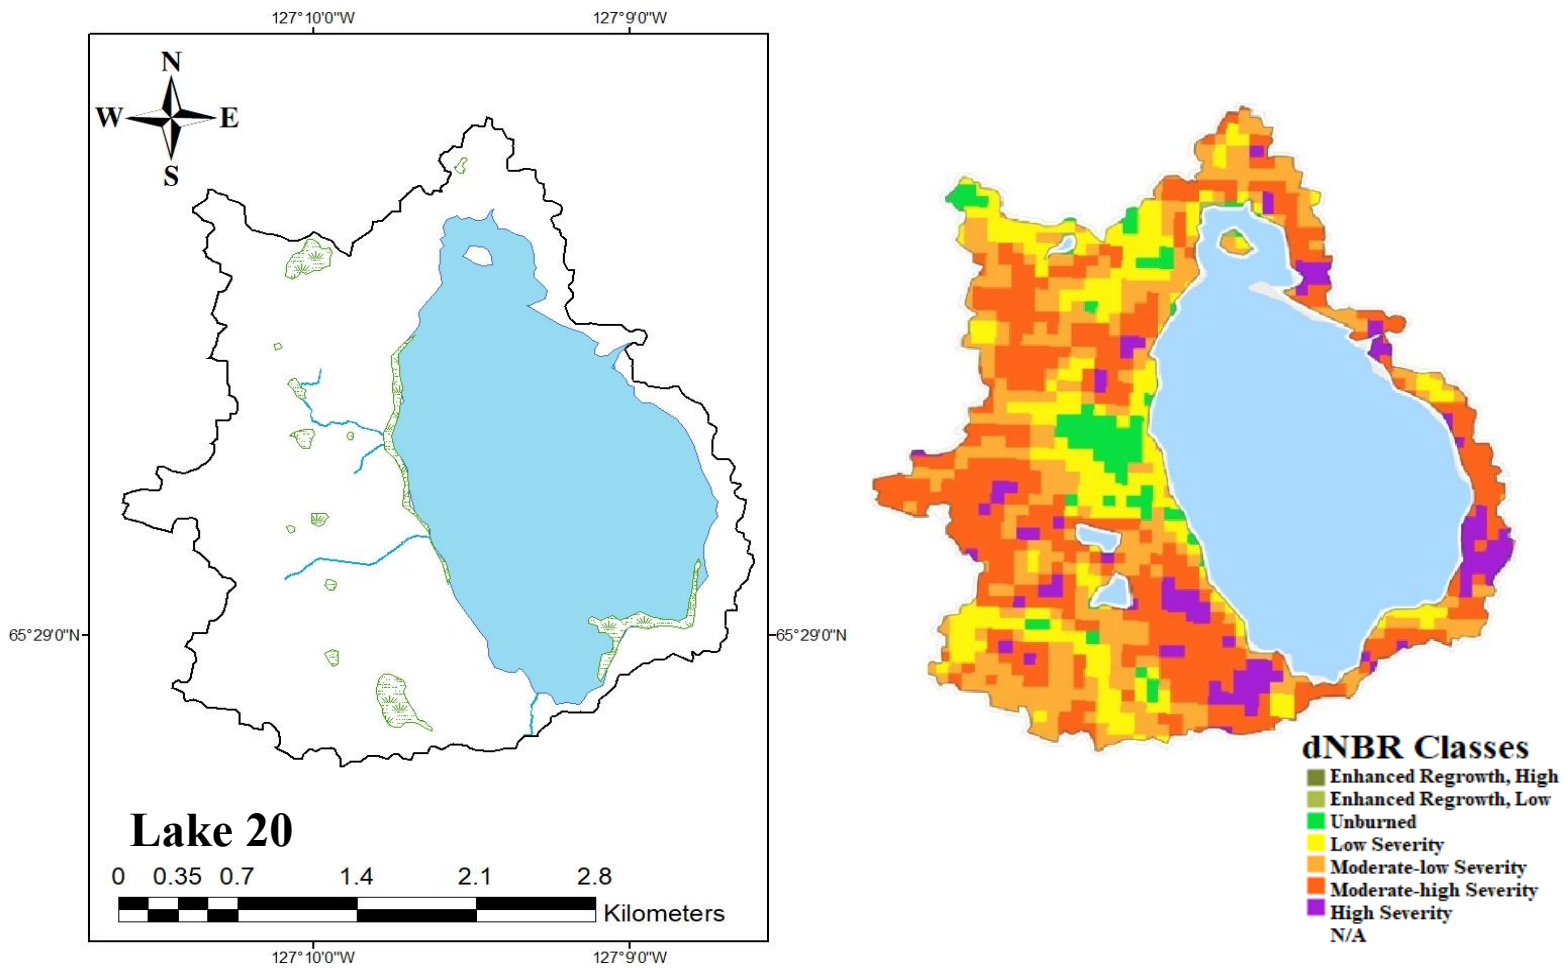 127°10'0"W 127°9'0"W
N
W E
S
65°29'0"N 65°29'0"N
Lake 20
0 0.35 0.7 1.4 2.1 2.8
Kilometers
127°10'0"W 127°9'0"W
dNBR Classes
Enhanced Regrowth, High
Enhanced Regrowth, Low
Unburned
Low Severity
Moderate-low Severity
Moderate-high Severity
High Severity
N/A